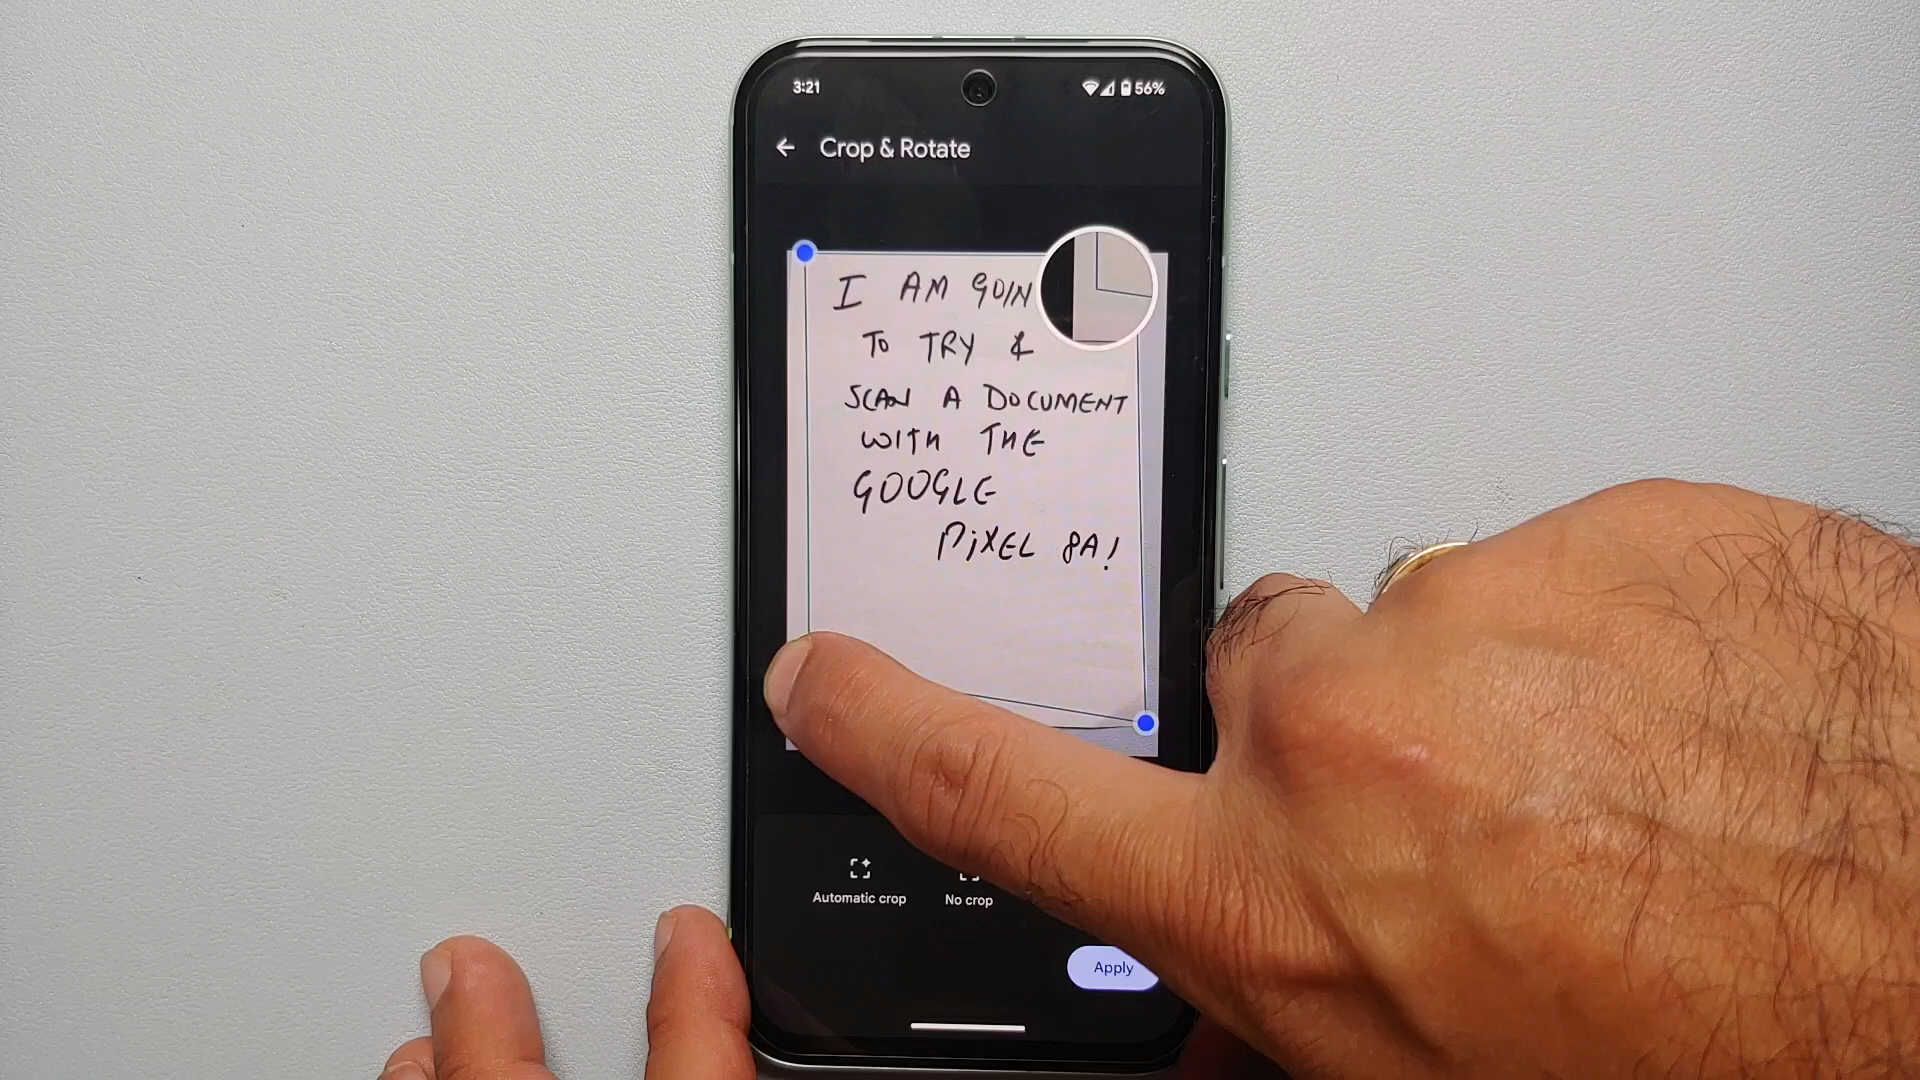 3:21
56%
Crop & Rotate
I AM GOIN
TO TRY &
SCAN A DOCUMENT
WITH THE
GOOGLE
PIXEL 8A!
Automatic crop
No crop
Apply